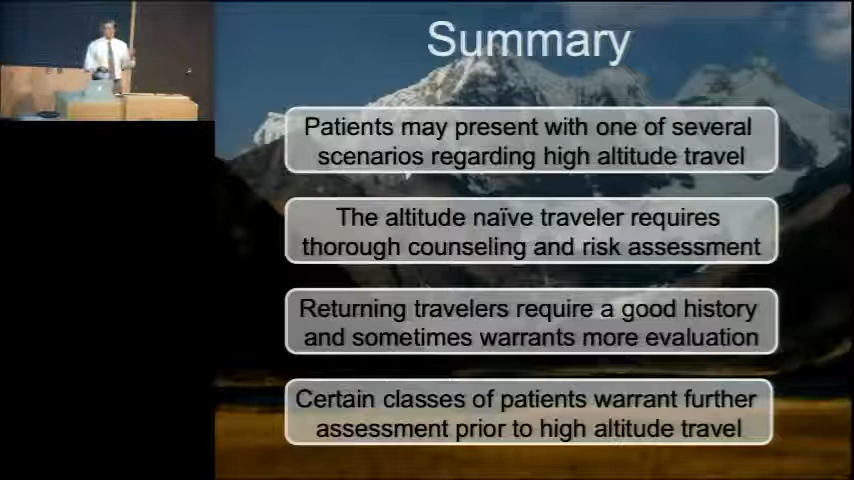 Summary
Patients may present with one of several
scenarios regarding high altitude travel
The altitude naïve traveler requires
thorough counseling and risk assessment
Returning travelers require a good history
and sometimes warrants more evaluation
Certain classes of patients warrant further
assessment prior to high altitude travel